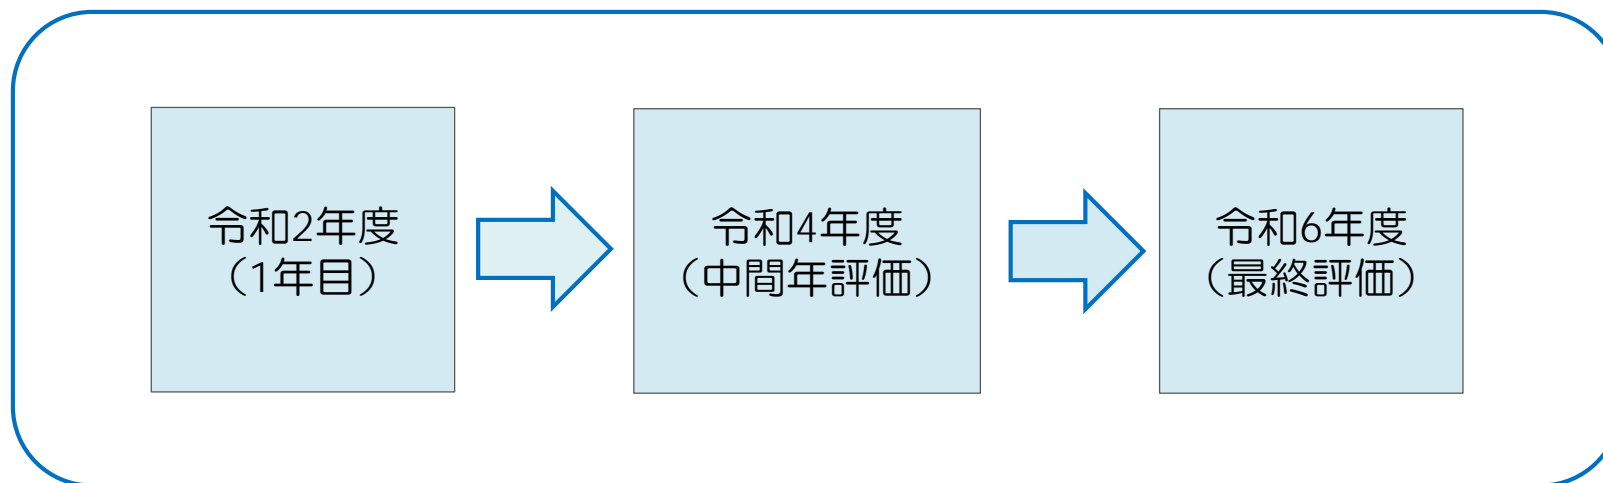 令和2年度
（1年目）
令和4年度
（中間年評価）
令和6年度
（最終評価）